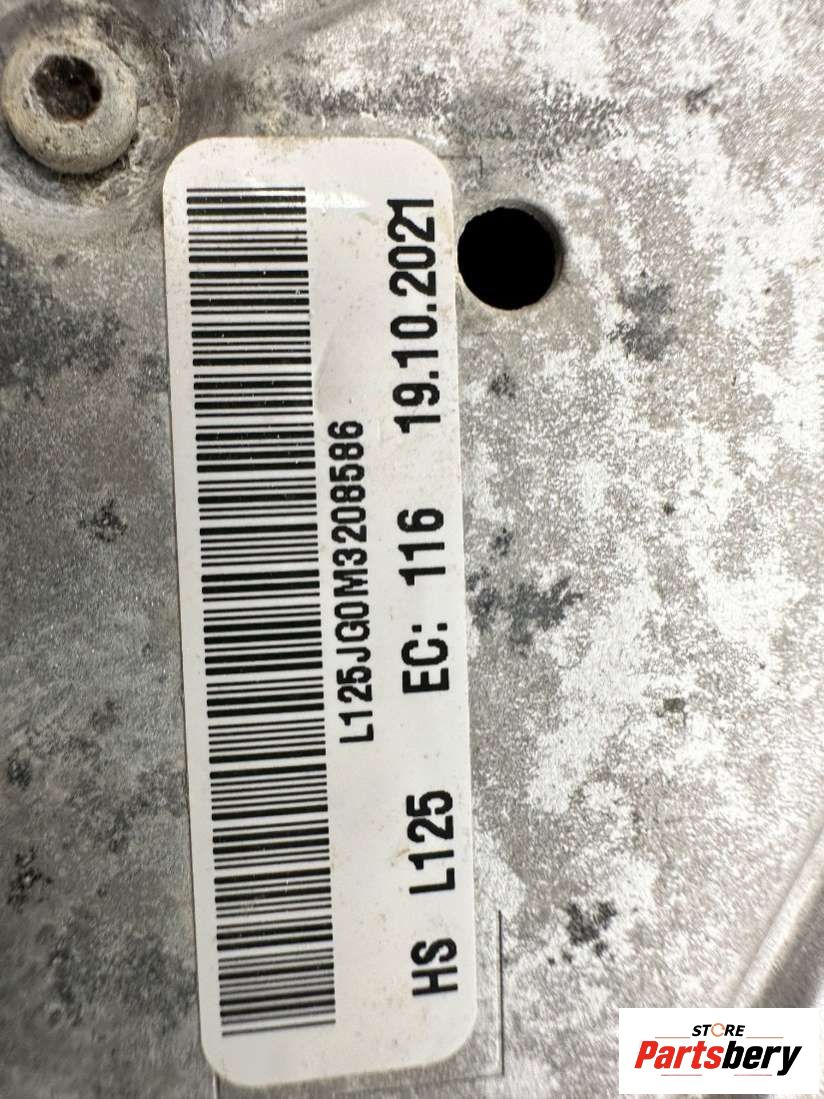 L125JG0M3208586
HS L125 EC: 116 19.10.2021
STORE
Partsbery